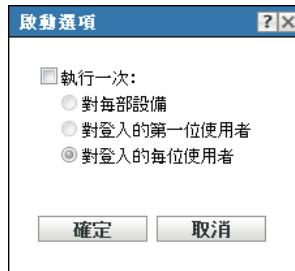 啟動選項
執行一次:
對每部設備
對登入的第一位使用者
對登入的每位使用者
確定
取消